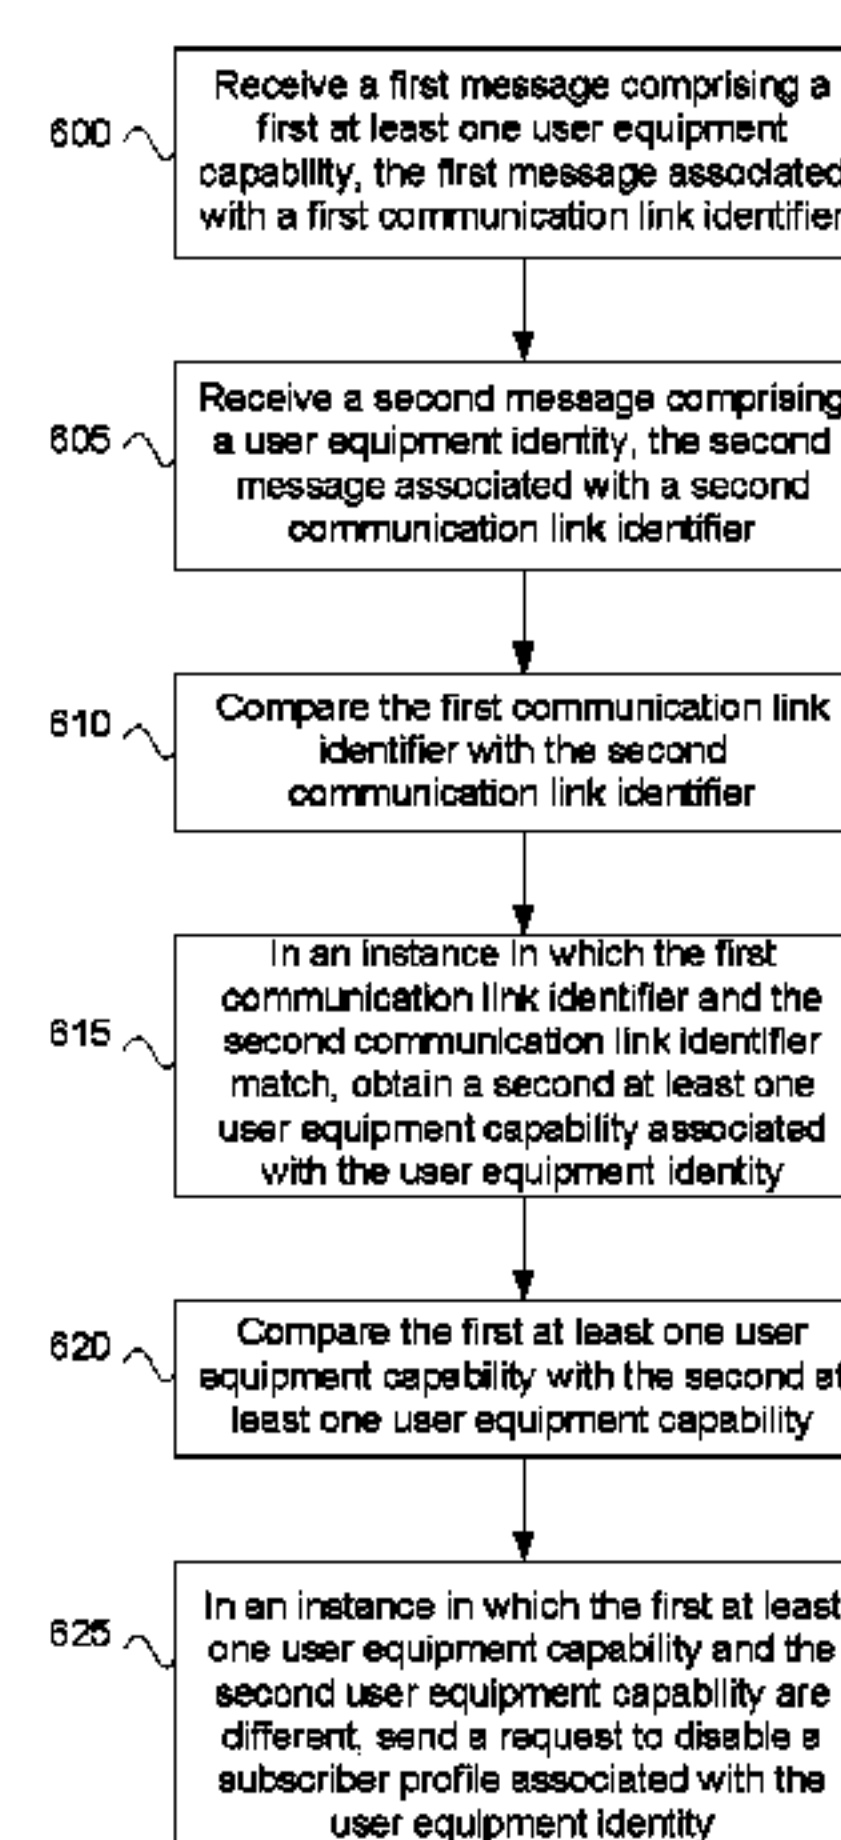 Receive a first message comprising a
600
first at least one user equipment
capability, the first message associated
with a first communication link identifier
Receive a second message comprising
605
a user equipment identity, the second
message associated with a second
communication link identifier
610
Compare the first communication link
identifier with the second
communication link identifier
In an instance in which the first
communication link identifier and the
615
second communication link identifier
match, obtain a second at least one
user equipment capability associated
with the user equipment identity
620
Compare the first at least one user
equipment capability with the second at
least one user equipment capability
In an instance in which the first at least
625
one user equipment capability and the
second user equipment capability are
different, send a request to disable a
subscriber profile associated with the
user equipment identity